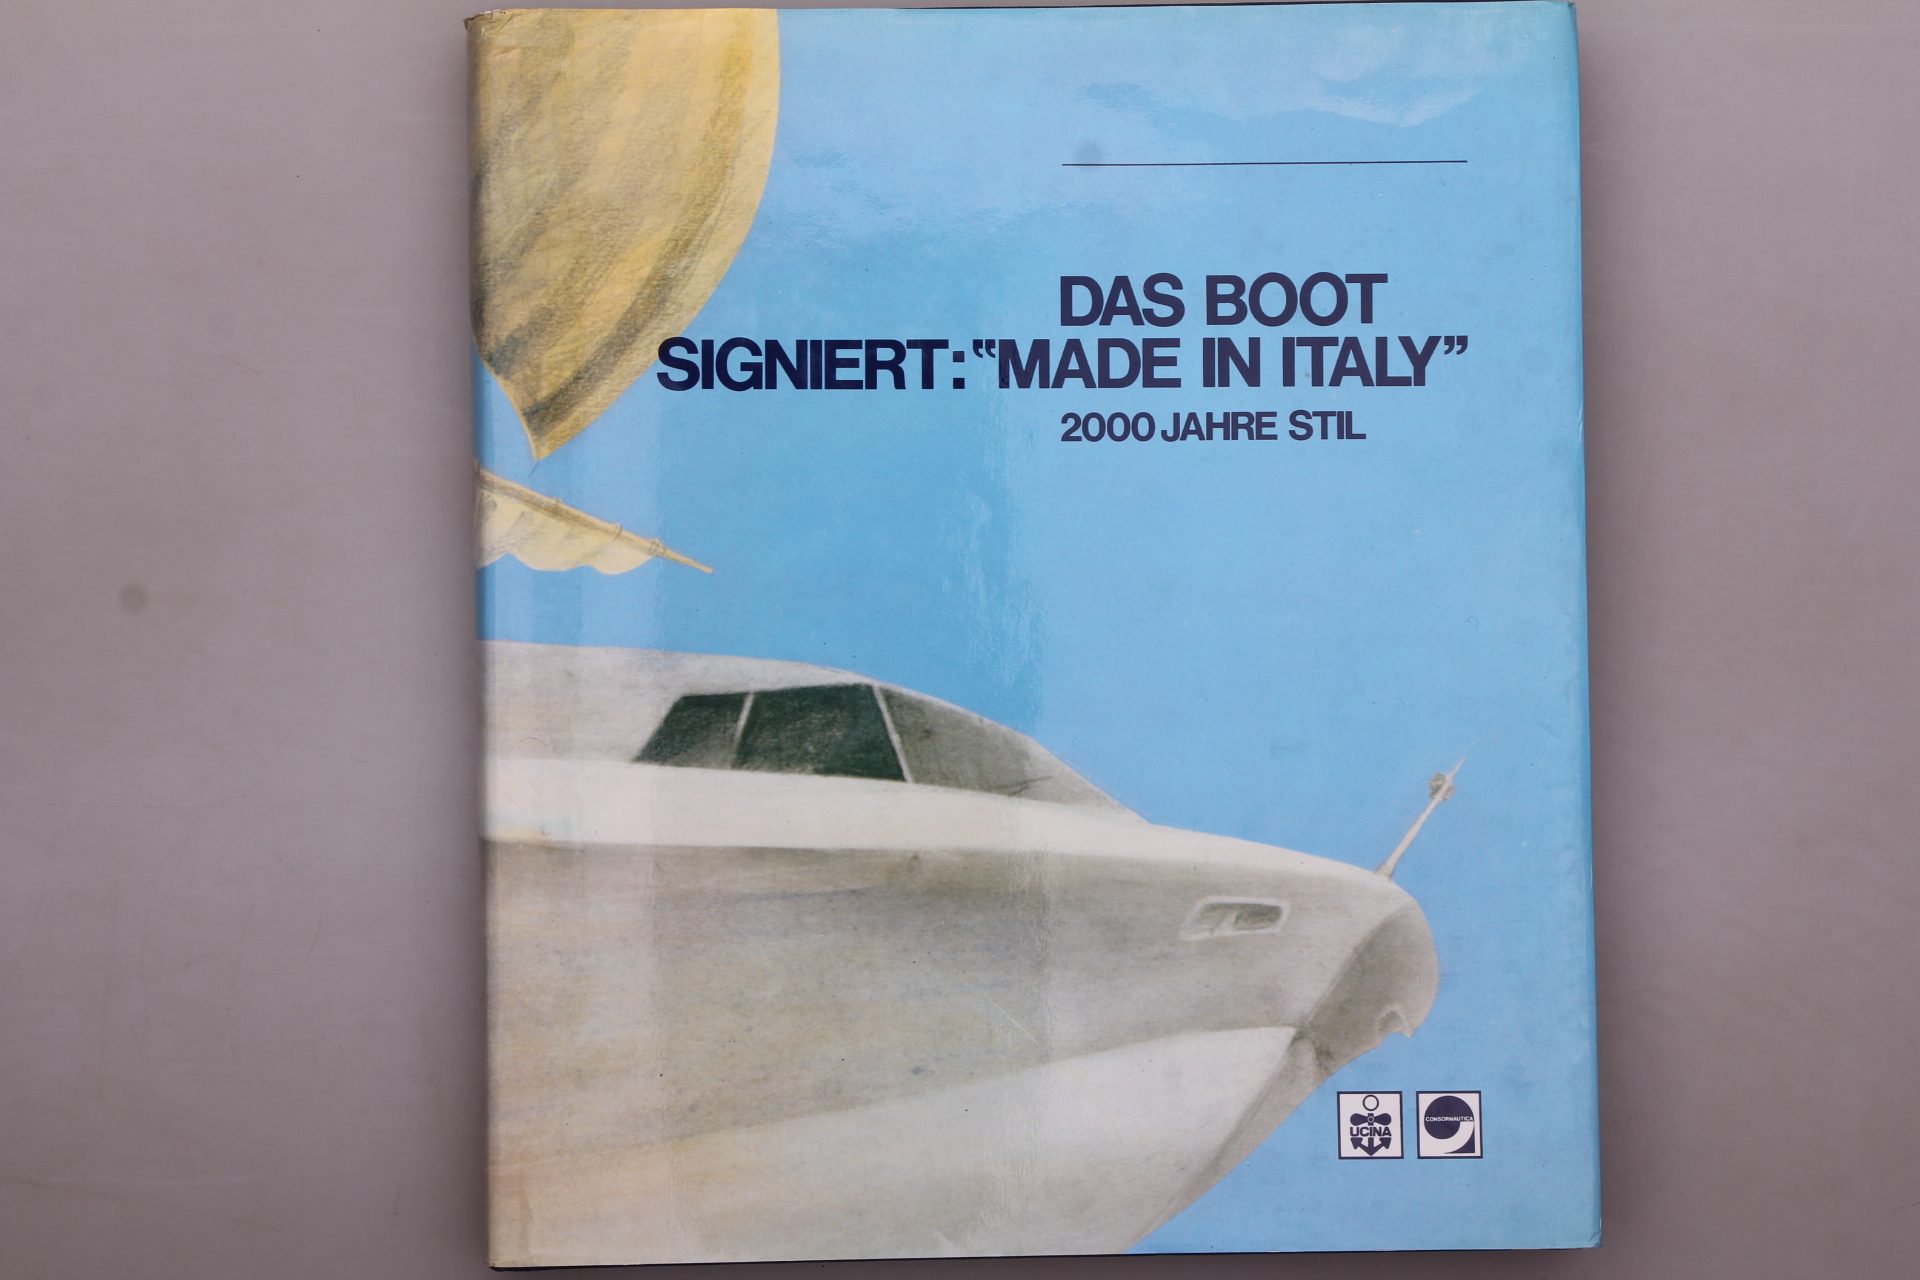 DAS BOOT
SIGNIERT: “MADE IN ITALY”
2000 JAHRE STIL
UCINA
CONSORNAUTICA